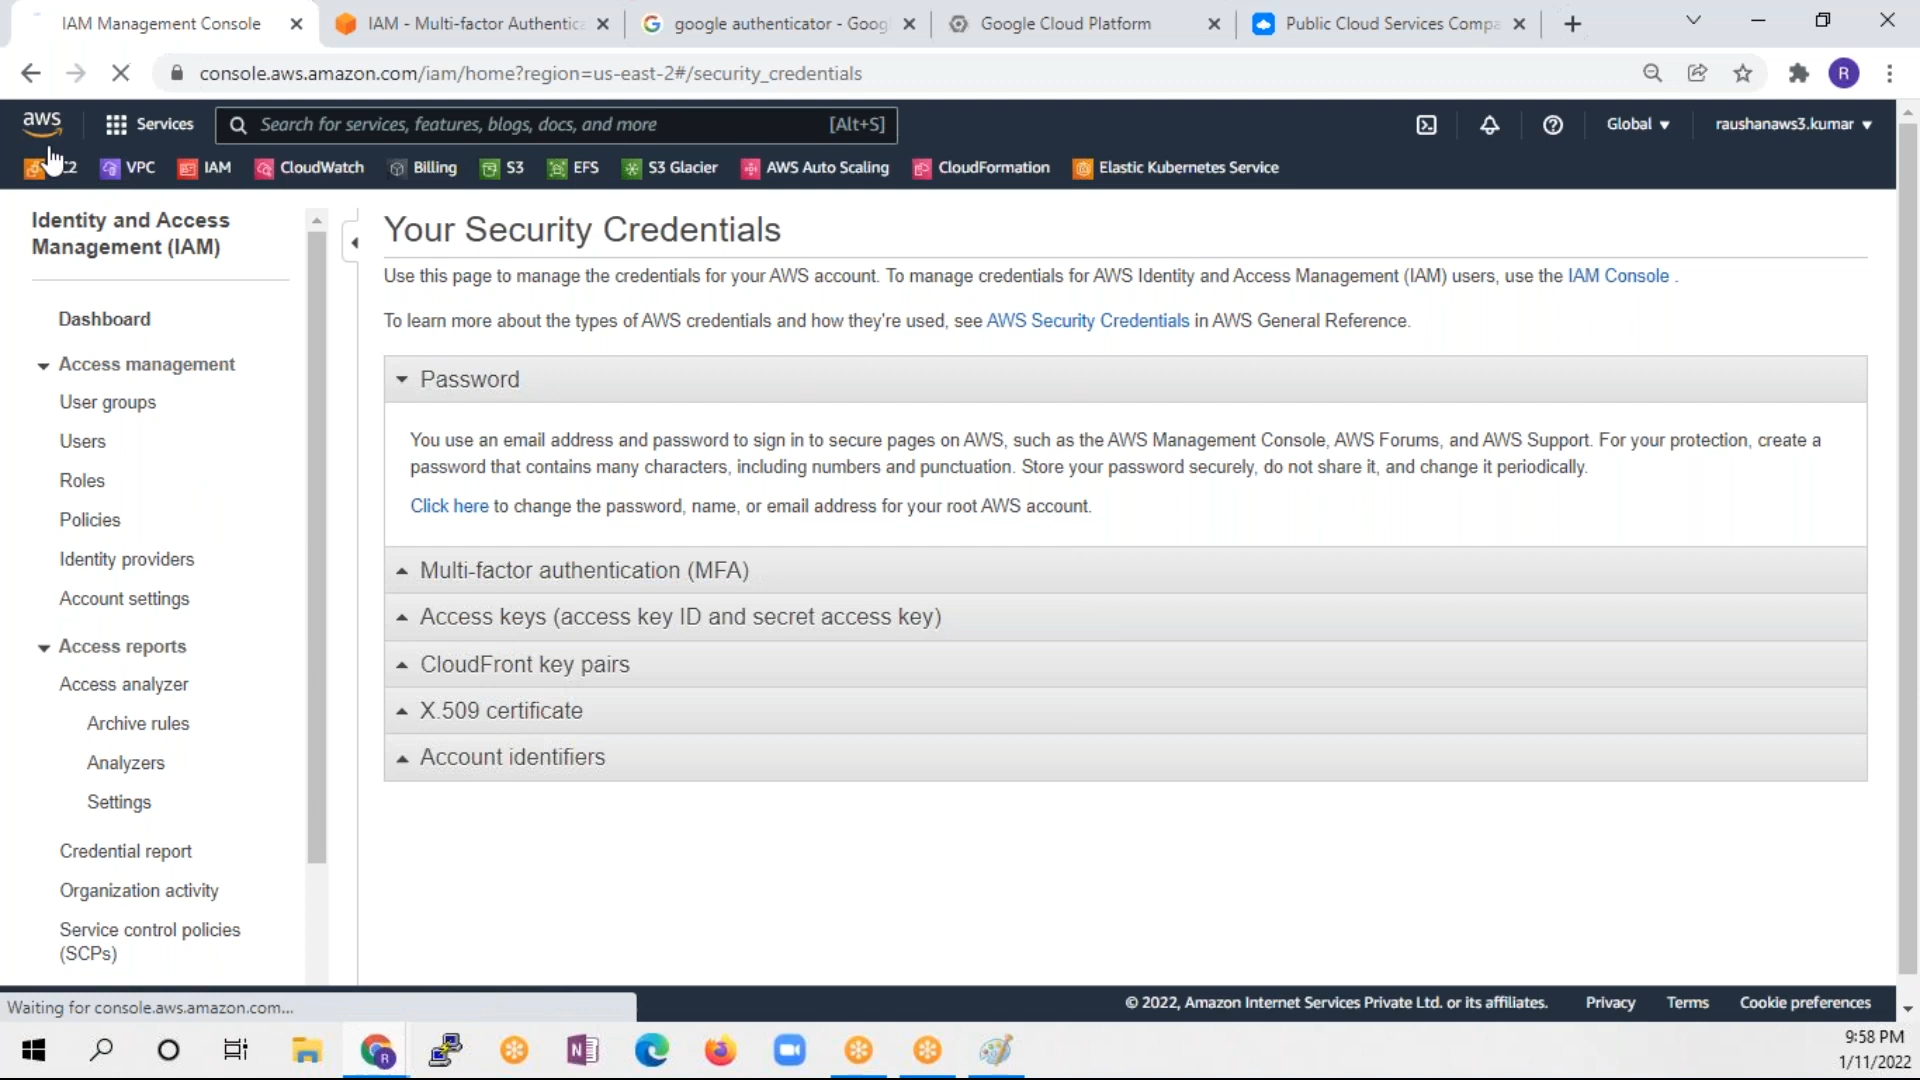 IAM Management Console
IAM - Multi-factor Authentica
google authenticator - Goog
Google Cloud Platform
Public Cloud Services Compa
console.aws.amazon.com/iam/home?region=us-east-2#/security_credentials
R
aws
Services
Search for services, features, blogs, docs, and more
[Alt+S]
Global
raushanaws3.kumar
VPC
IAM
CloudWatch
Billing
S3
EFS
S3 Glacier
AWS Auto Scaling
CloudFormation
Elastic Kubernetes Service
Identity and Access
Management (IAM)
Dashboard
Access management
User groups
Users
Roles
Policies
Identity providers
Account settings
Access reports
Access analyzer
Archive rules
Analyzers
Settings
Credential report
Organization activity
Service control policies
(SCPs)
Your Security Credentials
Use this page to manage the credentials for your AWS account. To manage credentials for AWS Identity and Access Management (IAM) users, use the IAM Console .
To learn more about the types of AWS credentials and how they're used, see AWS Security Credentials in AWS General Reference.
Password
You use an email address and password to sign in to secure pages on AWS, such as the AWS Management Console, AWS Forums, and AWS Support. For your protection, create a
password that contains many characters, including numbers and punctuation. Store your password securely, do not share it, and change it periodically.
Click here to change the password, name, or email address for your root AWS account.
Multi-factor authentication (MFA)
Access keys (access key ID and secret access key)
CloudFront key pairs
X.509 certificate
Account identifiers
Waiting for console.aws.amazon.com...
© 2022, Amazon Internet Services Private Ltd. or its affiliates.
Privacy
Terms
Cookie preferences
9:58 PM
1/11/2022